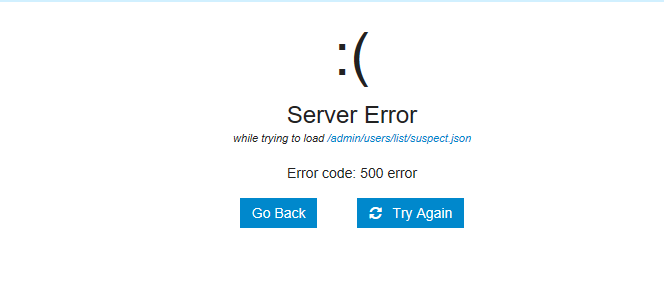 :(
Server Error
while trying to load /admin/users/list/suspect.json
Error code: 500 error
Go Back
Try Again